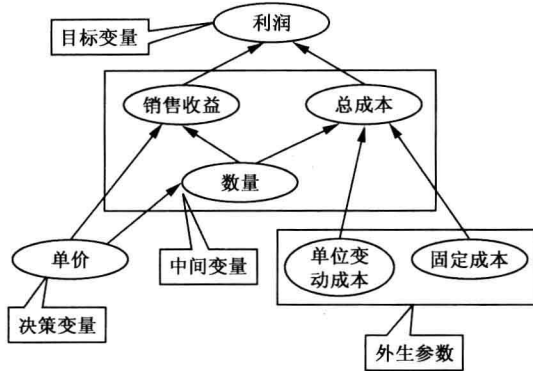 利润
目标变量
销售收益
总成本
数量
单价
中间变量
单位变
动成本
固定成本
决策变量
外生参数